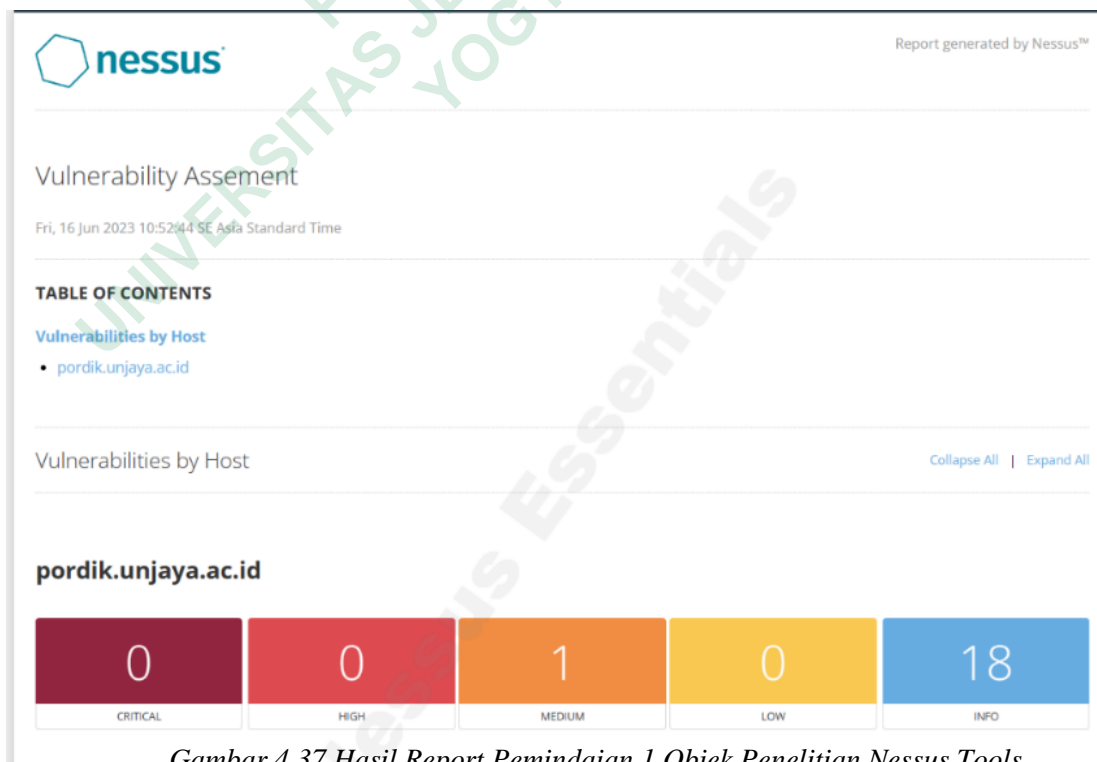 nessus
Report generated by Nessus™
Vulnerability Assement
Fri, 16 Jun 2023 10:52:44 SE Asia Standard Time
TABLE OF CONTENTS
Vulnerabilities by Host
• pordik.unjaya.ac.id
Vulnerabilities by Host
Collapse All | Expand All
pordik.unjaya.ac.id
0 0 1 0 18
CRITICAL HIGH MEDIUM LOW INFO
Gambar 4.37 Hasil Report Pemindaian 1 Objek Penelitian Nessus Tools
UNIVERSITAS
Nessus Essentials